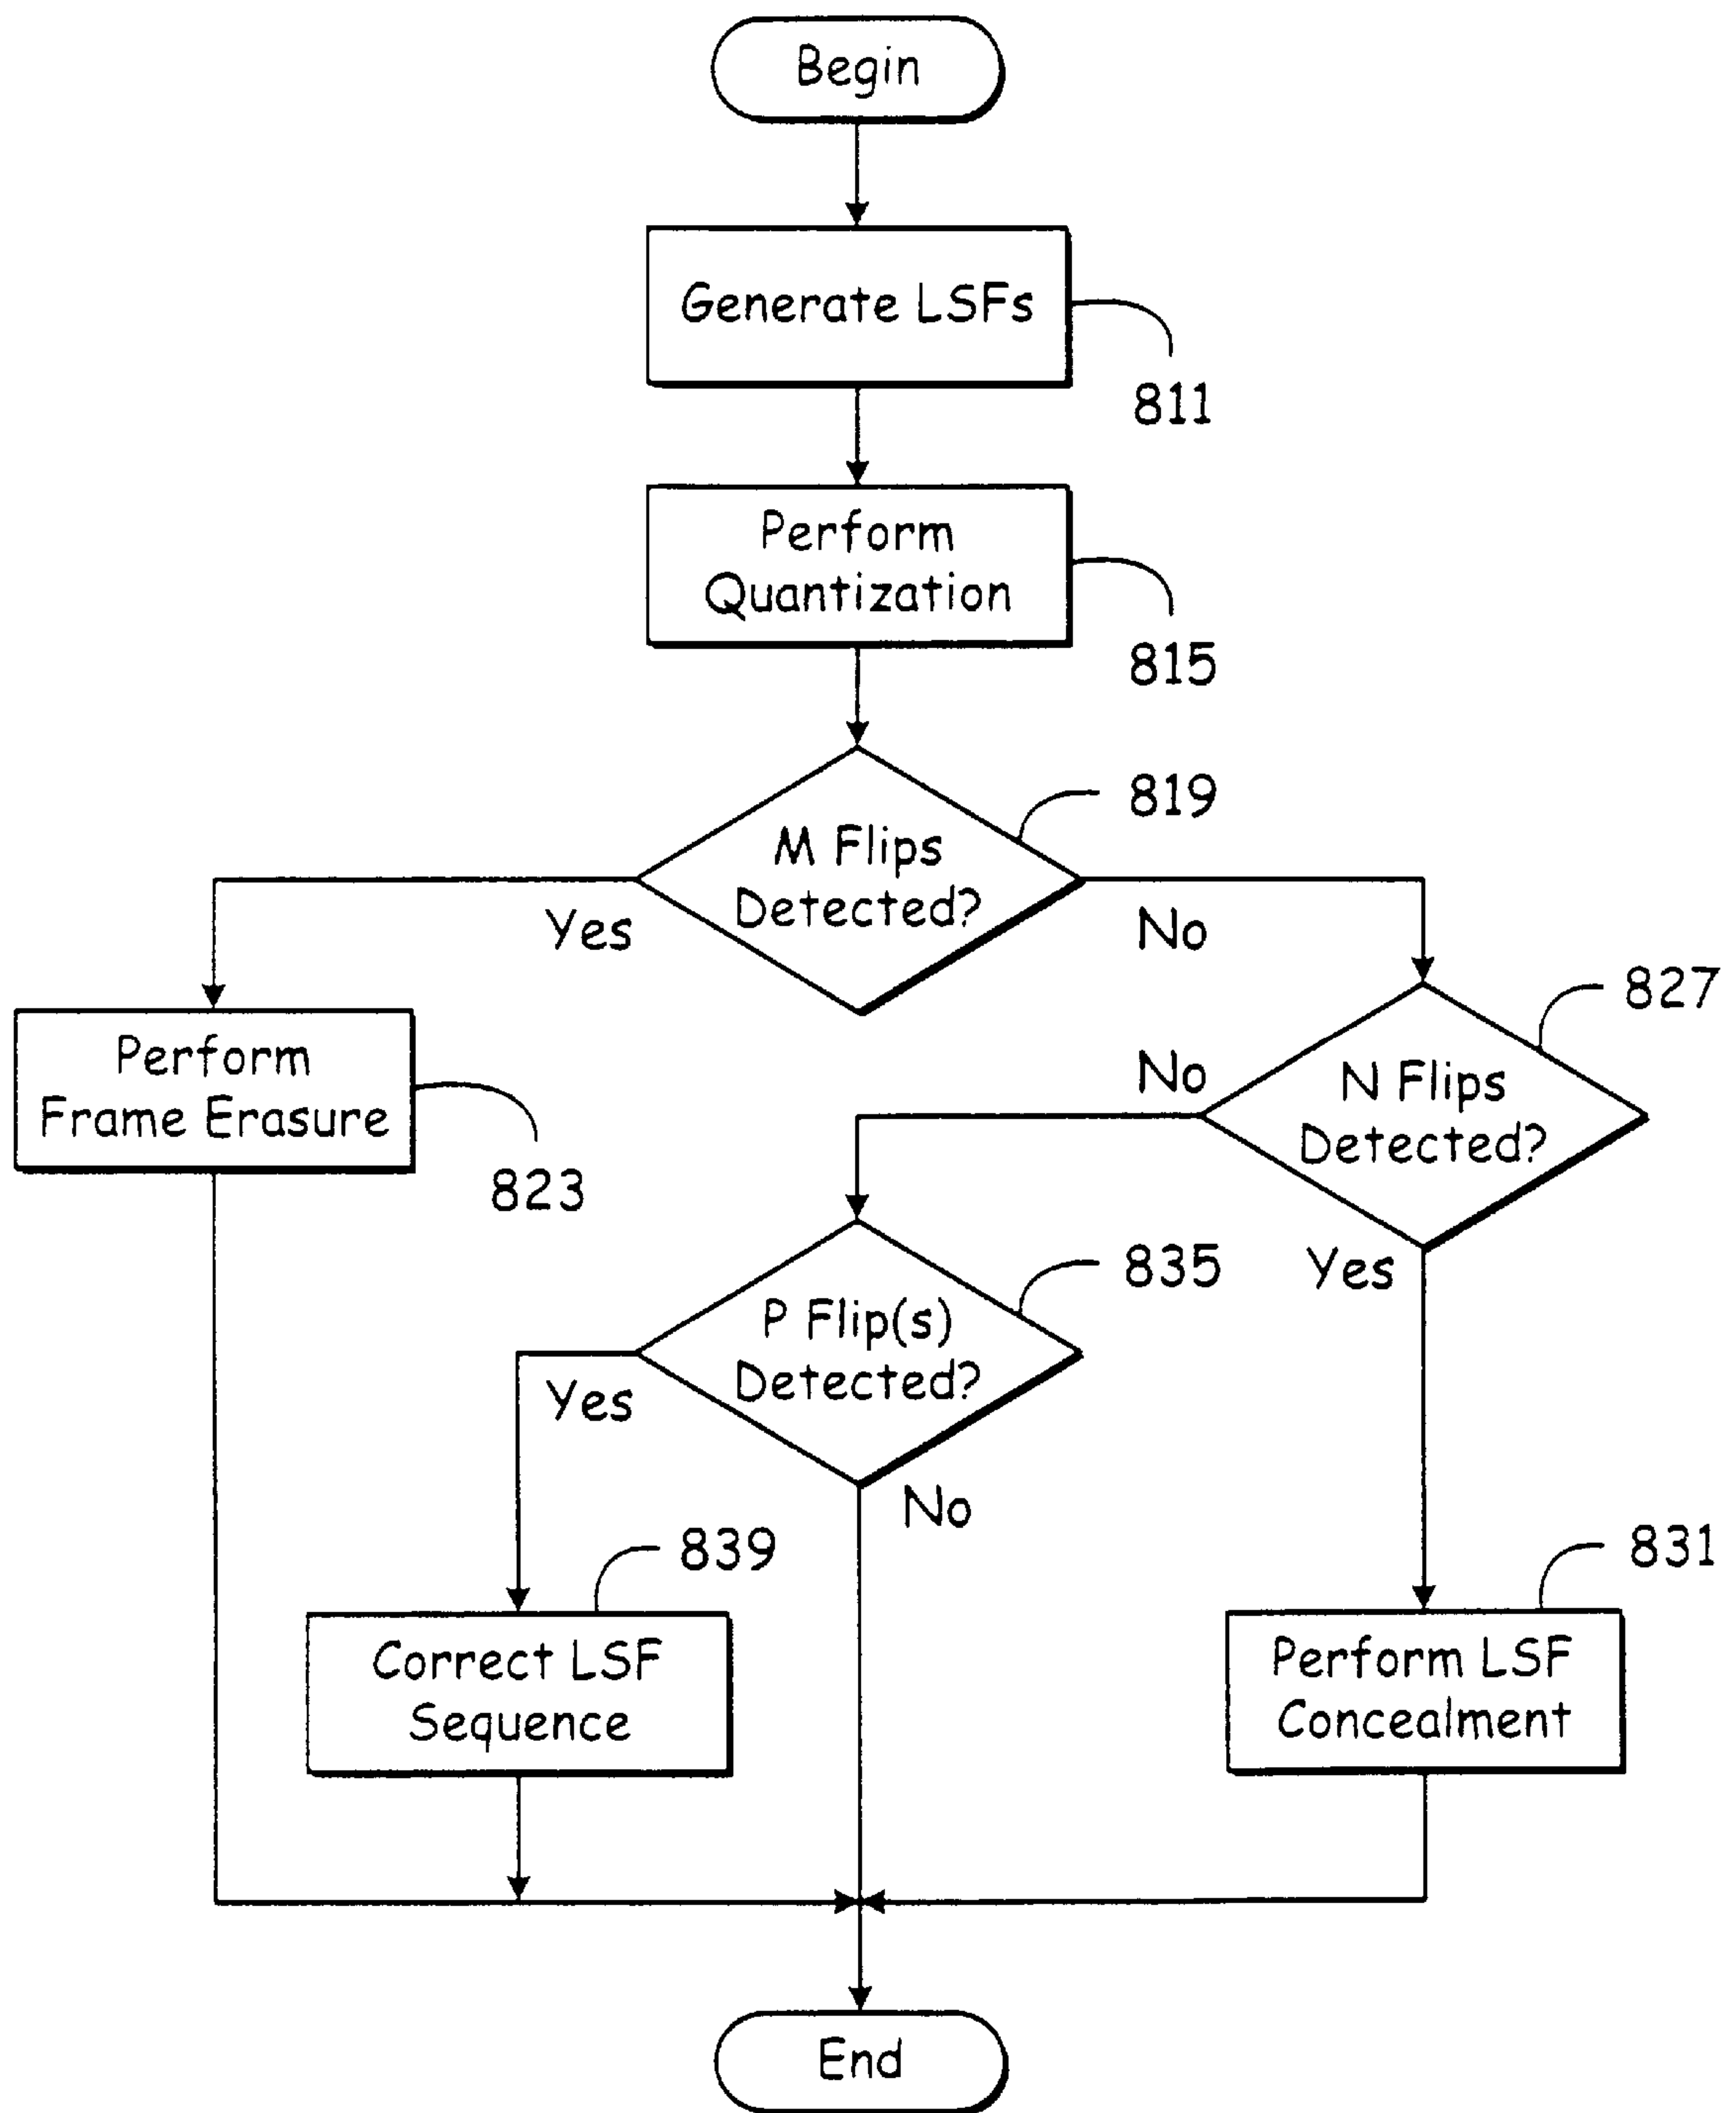 Begin
Generate LSFs
811
Perform
Quantization
815
819
M Flips
Detected?
Yes
No
827
Perform
Frame Erasure
823
No
N Flips
Detected?
835
Yes
P Flip(s)
Detected?
Yes
No
839
831
Correct LSF
Sequence
Perform LSF
Concealment
End